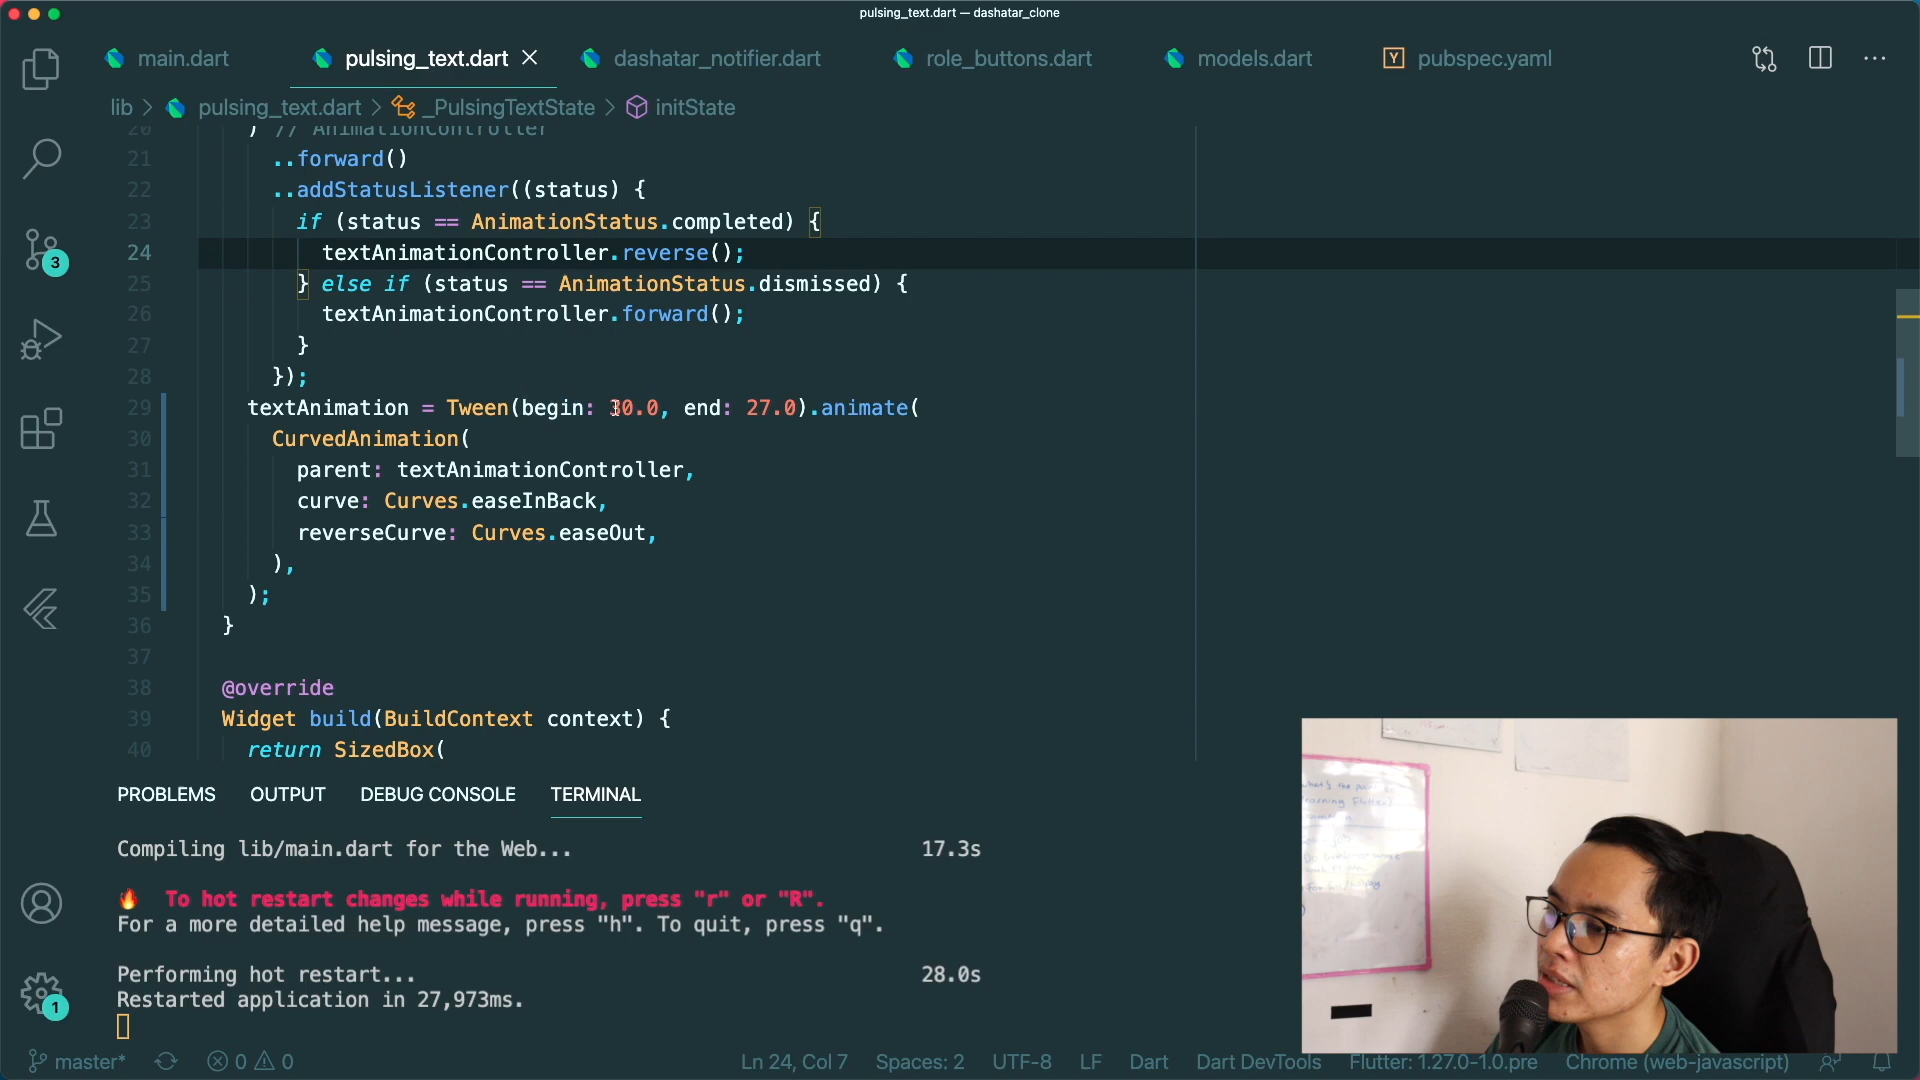 pulsing_text.dart — dashatar_clone
main.dart
pulsing_text.dart
dashatar_notifier.dart
role_buttons.dart
models.dart
Y pubspec.yaml
lib > pulsing_text.dart > _PulsingTextState > initState
20 ) // AnimationController
21 ..forward()
22 ..addStatusListener((status) {
23 if (status == AnimationStatus.completed) {
24 textAnimationController.reverse();
25 } else if (status == AnimationStatus.dismissed) {
26 textAnimationController.forward();
27 }
28 });
29 textAnimation = Tween(begin: 30.0, end: 27.0).animate(
30 CurvedAnimation(
31 parent: textAnimationController,
32 curve: Curves.easeInBack,
33 reverseCurve: Curves.easeOut,
34 ),
35 );
36 }
37
38 @override
39 Widget build(BuildContext context) {
40 return SizedBox(
3
1
PROBLEMS OUTPUT DEBUG CONSOLE TERMINAL
Compiling lib/main.dart for the Web... 17.3s
🔥 To hot restart changes while running, press "r" or "R".
For a more detailed help message, press "h". To quit, press "q".
Performing hot restart... 28.0s
Restarted application in 27,973ms.
master* 0 0 Ln 24, Col 7 Spaces: 2 UTF-8 LF Dart Dart DevTools Flutter: 1.27.0-1.0.pre Chrome (web-javascript)